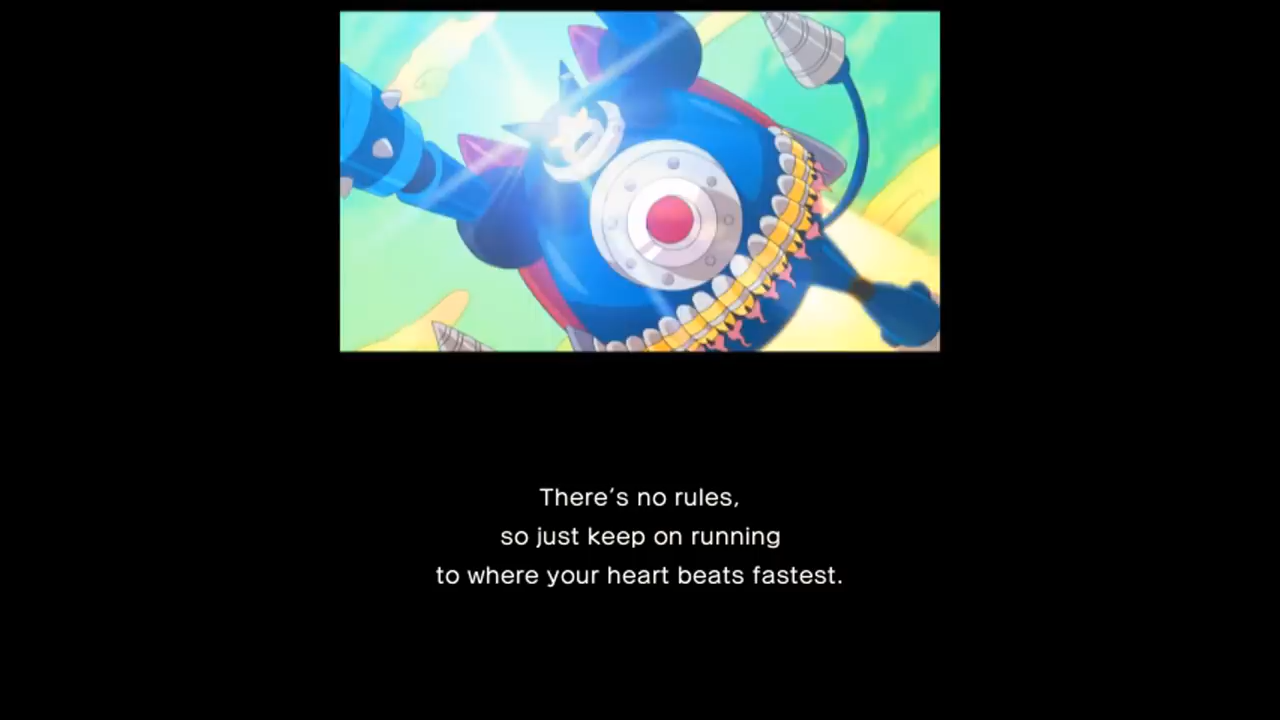 There's no rules,
so just keep on running
to where your heart beats fastest.